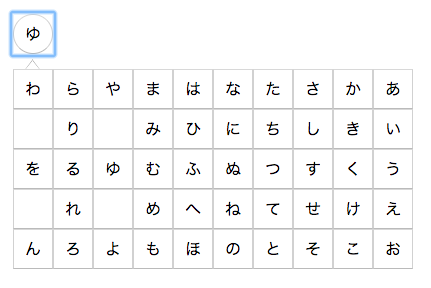 ゆ
わ ら や ま は な た さ か あ
り み ひ に ち し き い
を る ゆ む ふ ぬ つ す く う
れ め へ ね て せ け え
ん ろ よ も ほ の と そ こ お